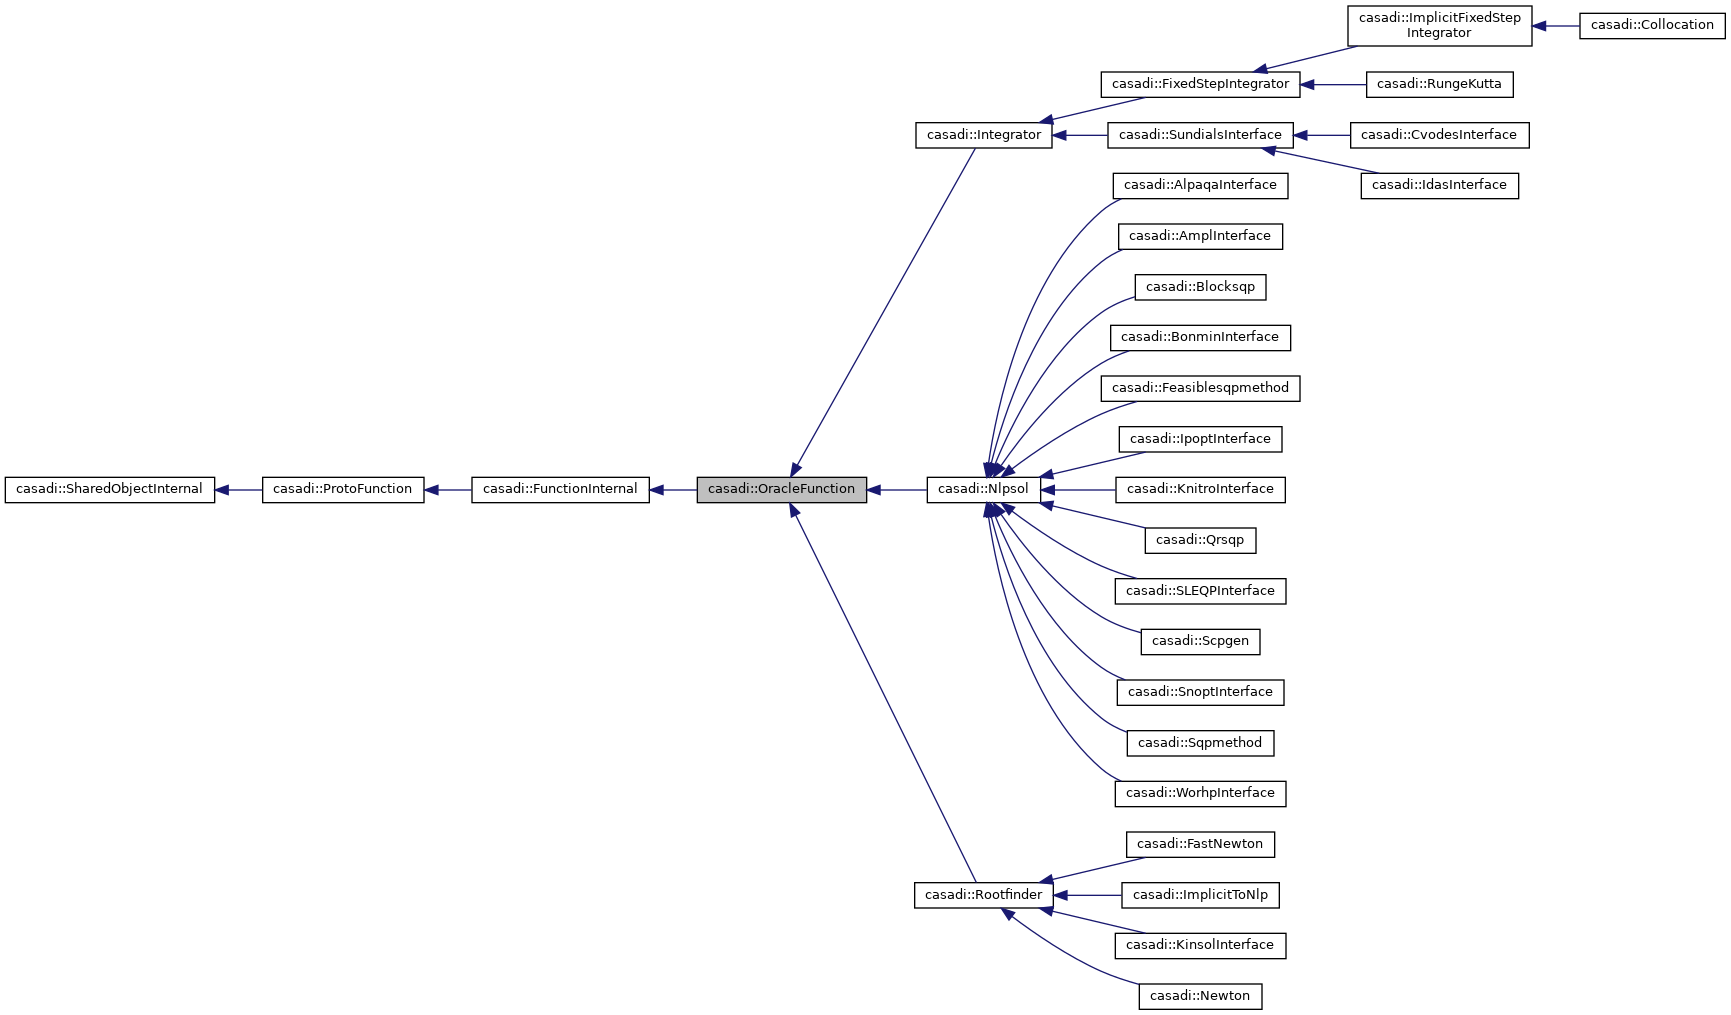 casadi::ImplicitFixedStep
Integrator
casadi::Collocation
casadi::FixedStepIntegrator
casadi::RungeKutta
casadi::Integrator
casadi::SundialsInterface
casadi::CvodesInterface
casadi::AlpaqaInterface
casadi::IdasInterface
casadi::AmplInterface
casadi::Blocksqp
casadi::BonminInterface
casadi::Feasiblesqpmethod
casadi::IpoptInterface
casadi::SharedObjectInternal
casadi::ProtoFunction
casadi::FunctionInternal
casadi::OracleFunction
casadi::Nlpsol
casadi::KnitroInterface
casadi::Qrsqp
casadi::SLEQPInterface
casadi::Scpgen
casadi::SnoptInterface
casadi::Sqpmethod
casadi::WorhpInterface
casadi::FastNewton
casadi::Rootfinder
casadi::ImplicitToNlp
casadi::KinsolInterface
casadi::Newton